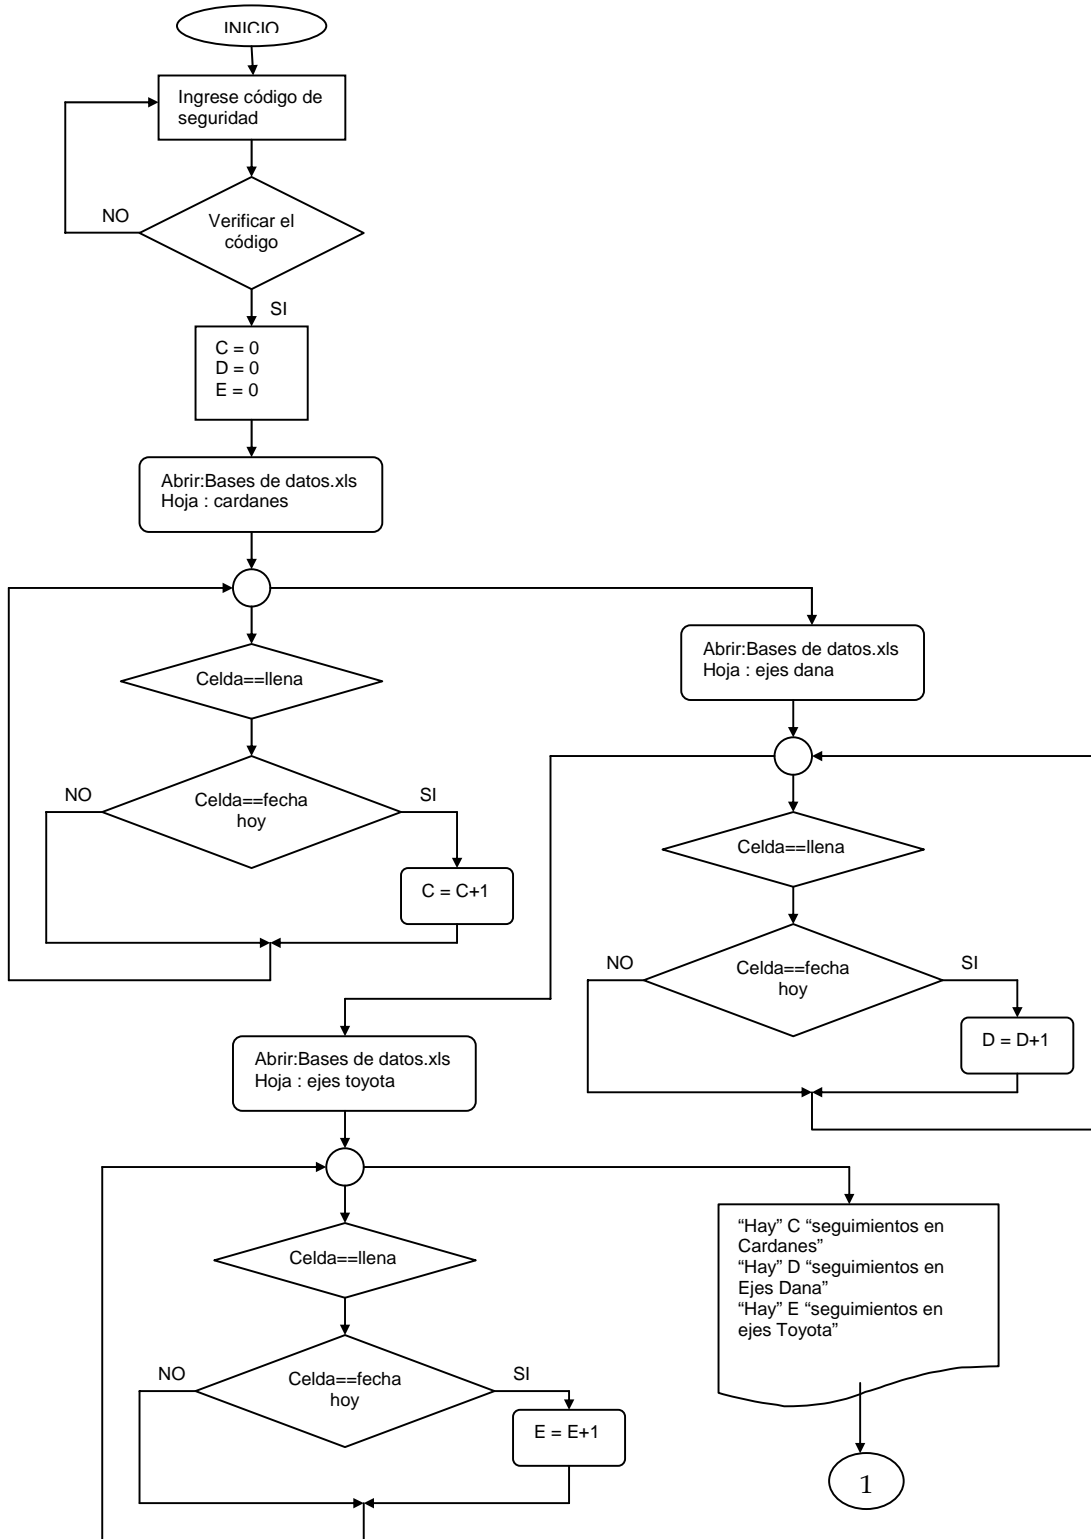 INICIO
Ingrese código de
seguridad
NO
Verificar el
código
SI
C = 0
D = 0
E = 0
Abrir:Bases de datos.xls
Hoja : cardanes
Celda==llena
NO
Celda==fecha
hoy
SI
C = C+1
Abrir:Bases de datos.xls
Hoja : ejes dana
Celda==llena
NO
Celda==fecha
hoy
SI
D = D+1
Abrir:Bases de datos.xls
Hoja : ejes toyota
Celda==llena
NO
Celda==fecha
hoy
SI
E = E+1
“Hay” C “seguimientos en
Cardanes”
“Hay” D “seguimientos en
Ejes Dana”
“Hay” E “seguimientos en
ejes Toyota”
1